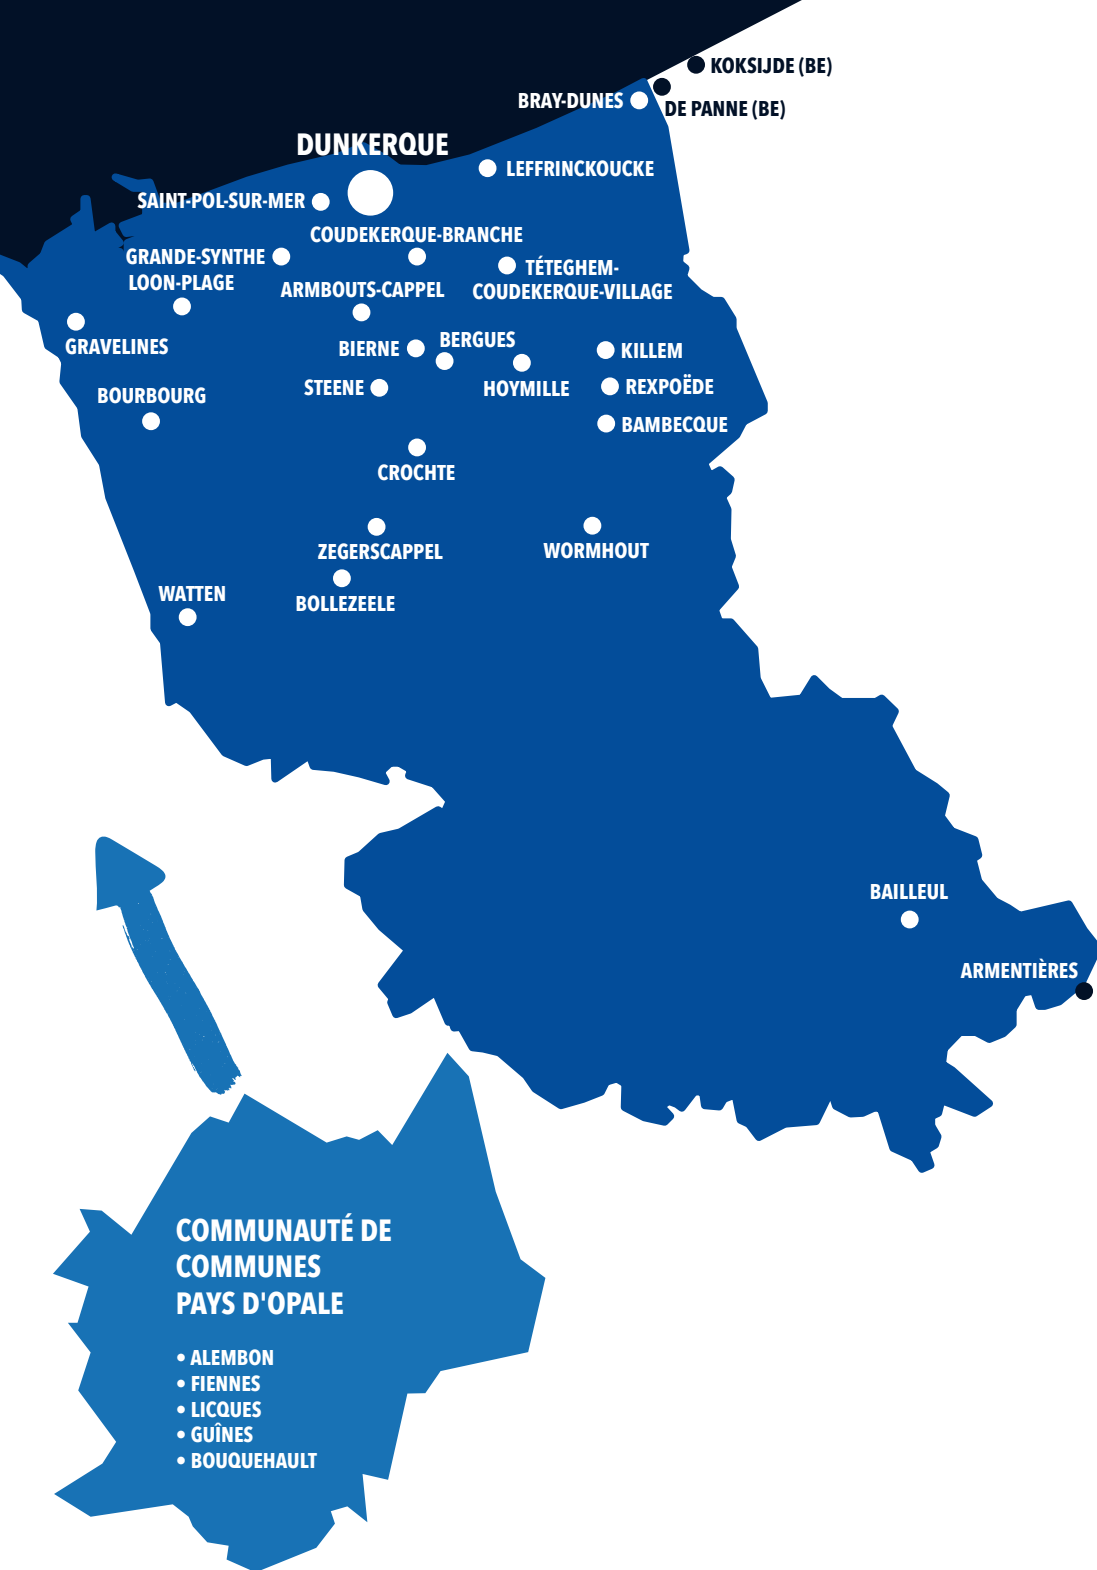 KOKSIJDE (BE)
BRAY-DUNES
DE PANNE (BE)
DUNKERQUE
LEFFRINCKOUCKE
SAINT-POL-SUR-MER
COUDEKERQUE-BRANCHE
GRANDE-SYNTHE
TÉTEGHEM-
COUDEKERQUE-VILLAGE
LOON-PLAGE
ARMBOUTS-CAPPEL
GRAVELINES
BIERNE
BERGUES
KILLEM
STEENE
HOYMILLE
REXPOËDE
BOURBOURG
BAMBECQUE
CROCHTE
ZEGERSCAPPEL
WORMHOUT
WATTEN
BOLLEZEELE
BAILLEUL
ARMENTIÈRES
COMMUNAUTÉ DE
COMMUNES
PAYS D'OPALE
• ALEMBON
• FIENNES
• LICQUES
• GUÎNES
• BOUQUEHAULT